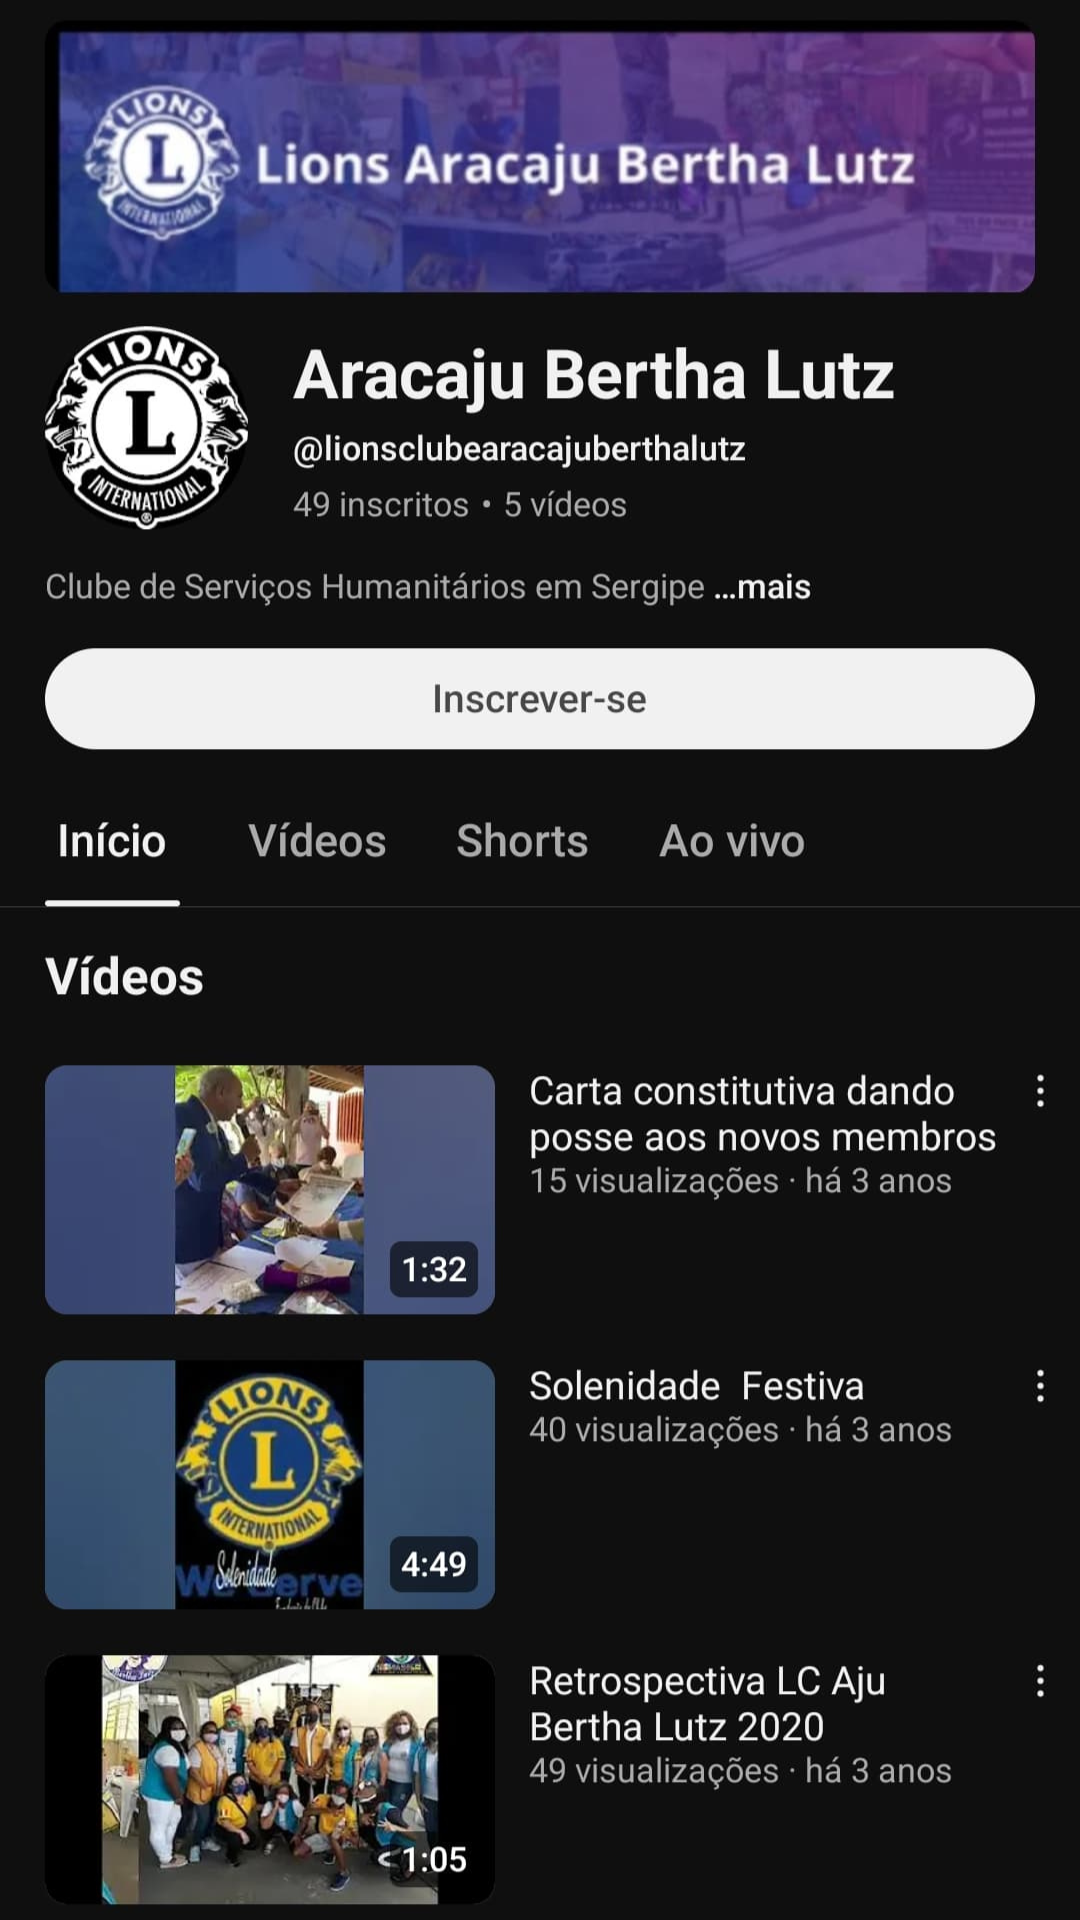 LIONS
L
INTERNATIONAL
Lions Aracaju Bertha Lutz
LIONS
L
INTERNATIONAL
®
Aracaju Bertha Lutz
@lionsclubearacajuberthalutz
49 inscritos • 5 vídeos
Clube de Serviços Humanitários em Sergipe ...mais
Inscrever-se
Início Vídeos Shorts Ao vivo
Vídeos
Carta constitutiva dando
posse aos novos membros
15 visualizações · há 3 anos
1:32
Solenidade  Festiva
40 visualizações · há 3 anos
LIONS
L
INTERNATIONAL
Solenidade
4:49
Retrospectiva LC Aju
Bertha Lutz 2020
49 visualizações · há 3 anos
1:05